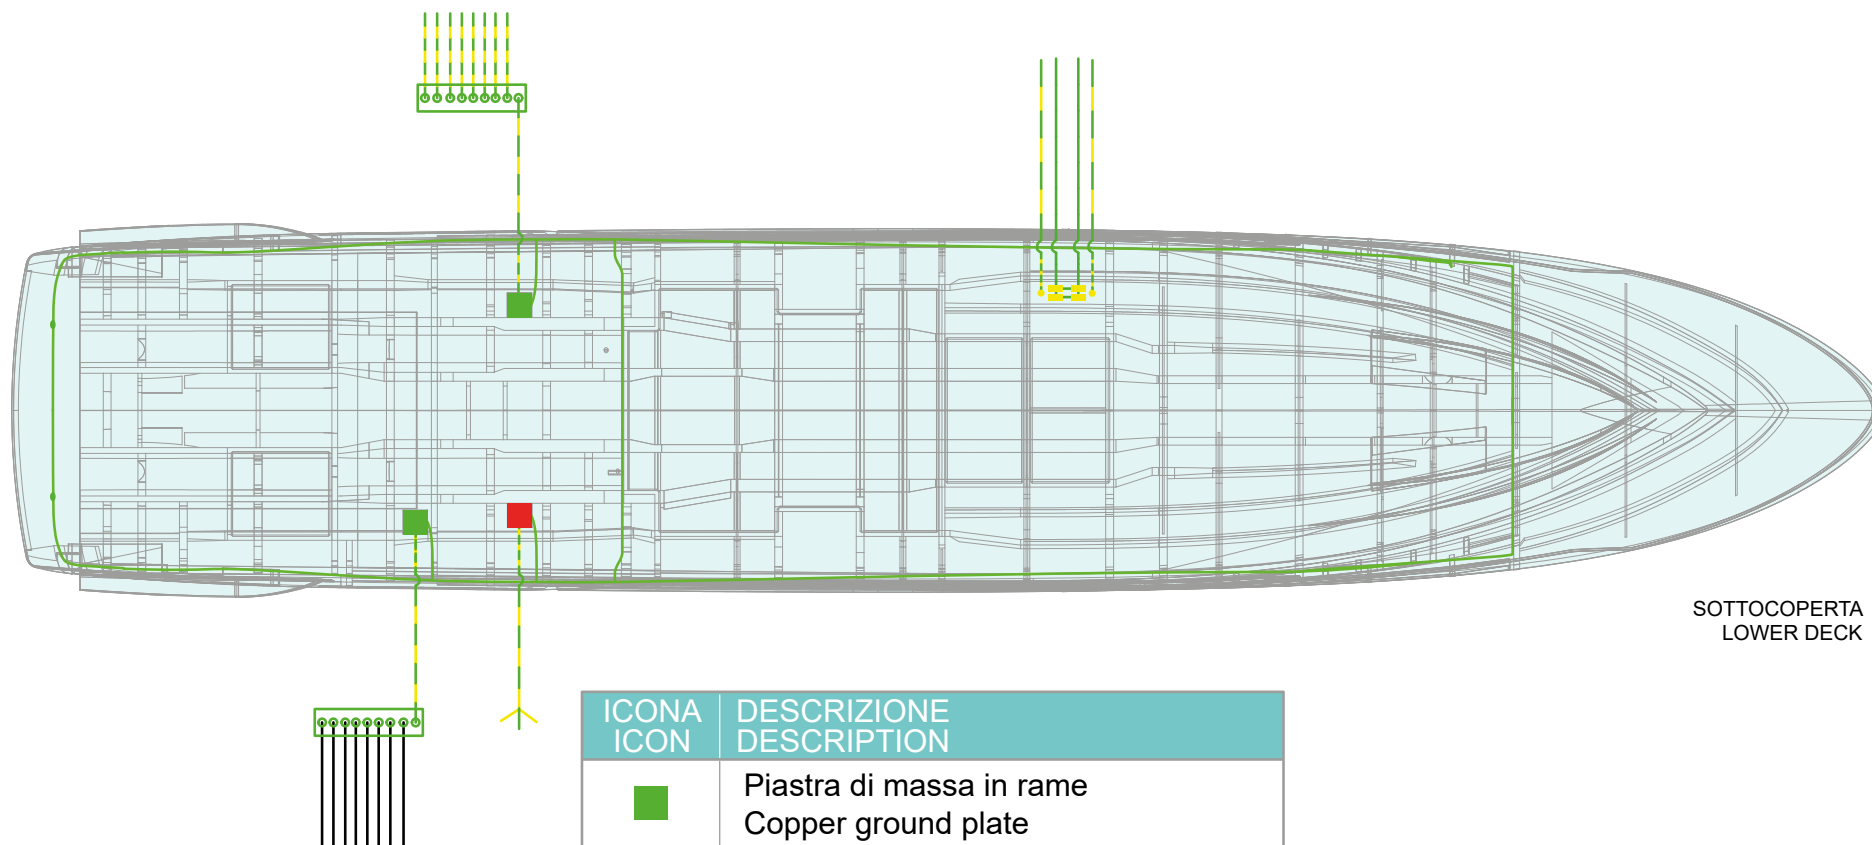 SOTTOCOPERTA
LOWER DECK
ICONA DESCRIZIONE
ICON DESCRIPTION
Piastra di massa in rame
Copper ground plate